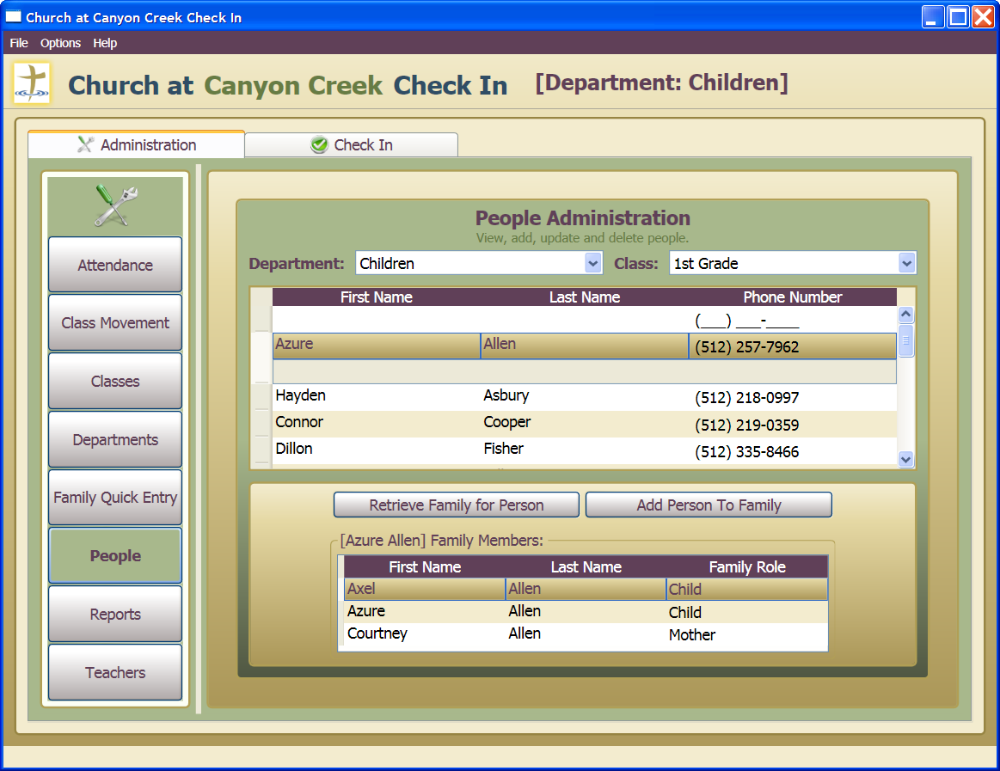 Church at Canyon Creek Check In
File Options Help
Church at Canyon Creek Check In [Department: Children]
Administration Check In
People Administration
View, add, update and delete people.
Department: Children Class: 1st Grade
First Name Last Name Phone Number
(___) ___-____
Azure Allen (512) 257-7962
Hayden Asbury (512) 218-0997
Connor Cooper (512) 219-0359
Dillon Fisher (512) 335-8466
Attendance
Class Movement
Classes
Departments
Family Quick Entry
People
Reports
Teachers
Retrieve Family for Person Add Person To Family
[Azure Allen] Family Members:
First Name Last Name Family Role
Axel Allen Child
Azure Allen Child
Courtney Allen Mother